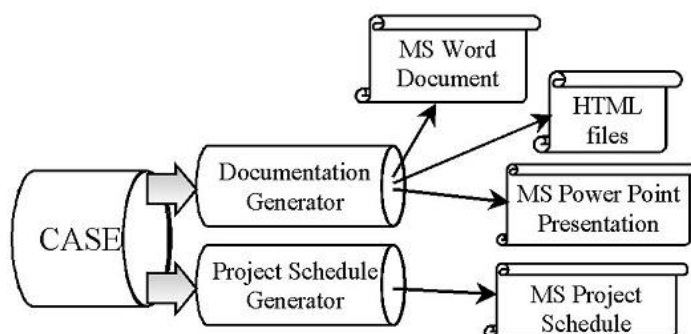 MS Word
Document
HTML
files
Documentation
Generator
MS Power Point
Presentation
CASE
Project Schedule
Generator
MS Project
Schedule